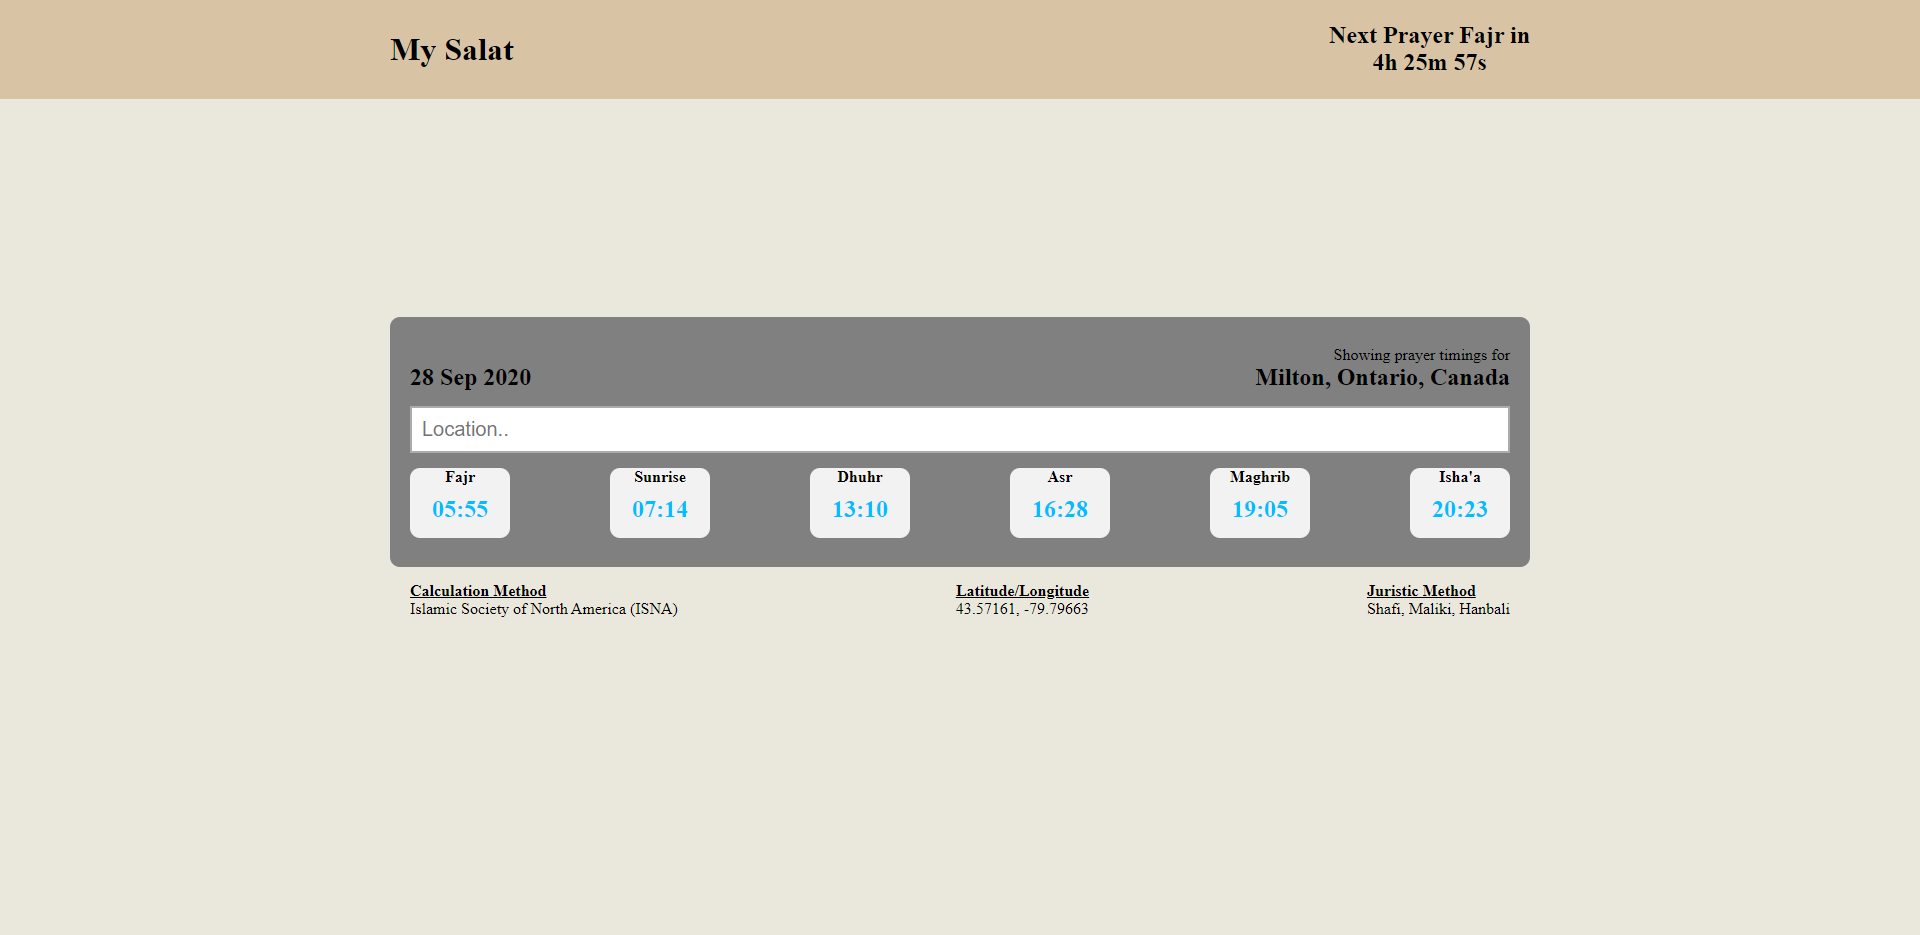 My Salat
Next Prayer Fajr in
4h 25m 57s
Showing prayer timings for
28 Sep 2020
Milton, Ontario, Canada
Location..
Fajr
05:55
Sunrise
07:14
Dhuhr
13:10
Asr
16:28
Maghrib
19:05
Isha'a
20:23
Calculation Method
Islamic Society of North America (ISNA)
Latitude/Longitude
43.57161, -79.79663
Juristic Method
Shafi, Maliki, Hanbali